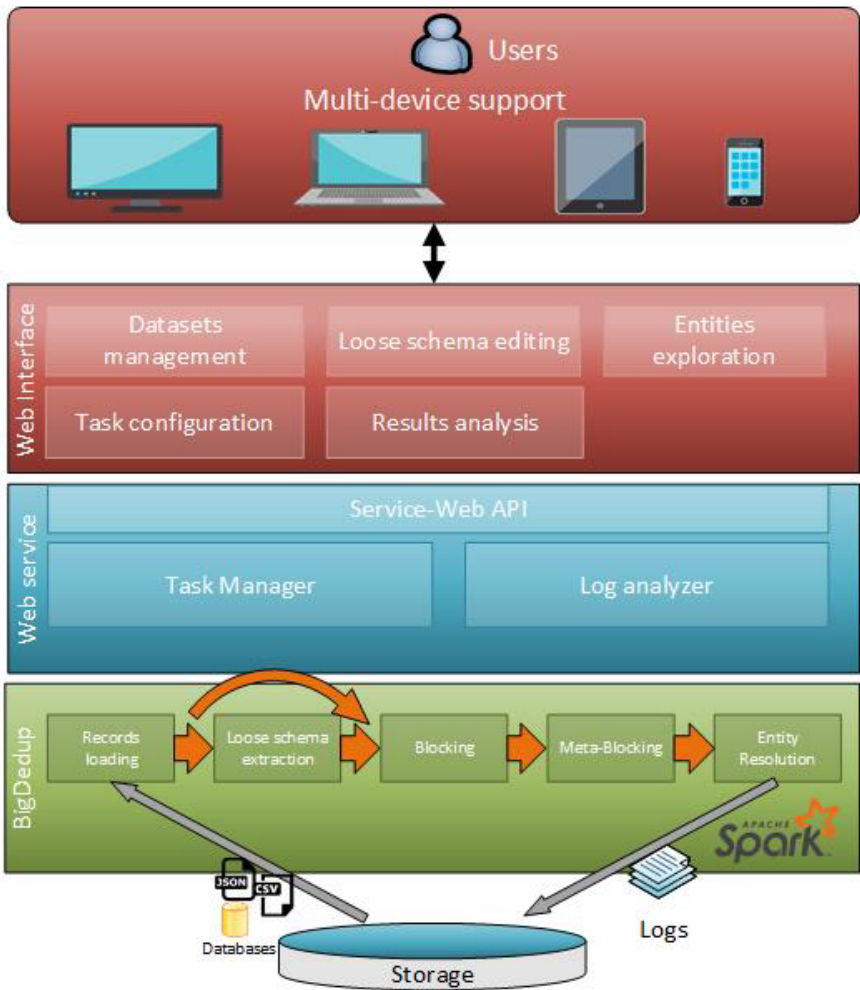 Users
Multi-device support
Web Interface
Datasets
management
Loose schema editing
Entities
exploration
Task configuration
Results analysis
Web service
Service-Web API
Task Manager
Log analyzer
BigDedup
Records
loading
Loose schema
extraction
Blocking
Meta-Blocking
Entity
Resolution
APACHE
Spark
JSON
CSV
Databases
Logs
Storage